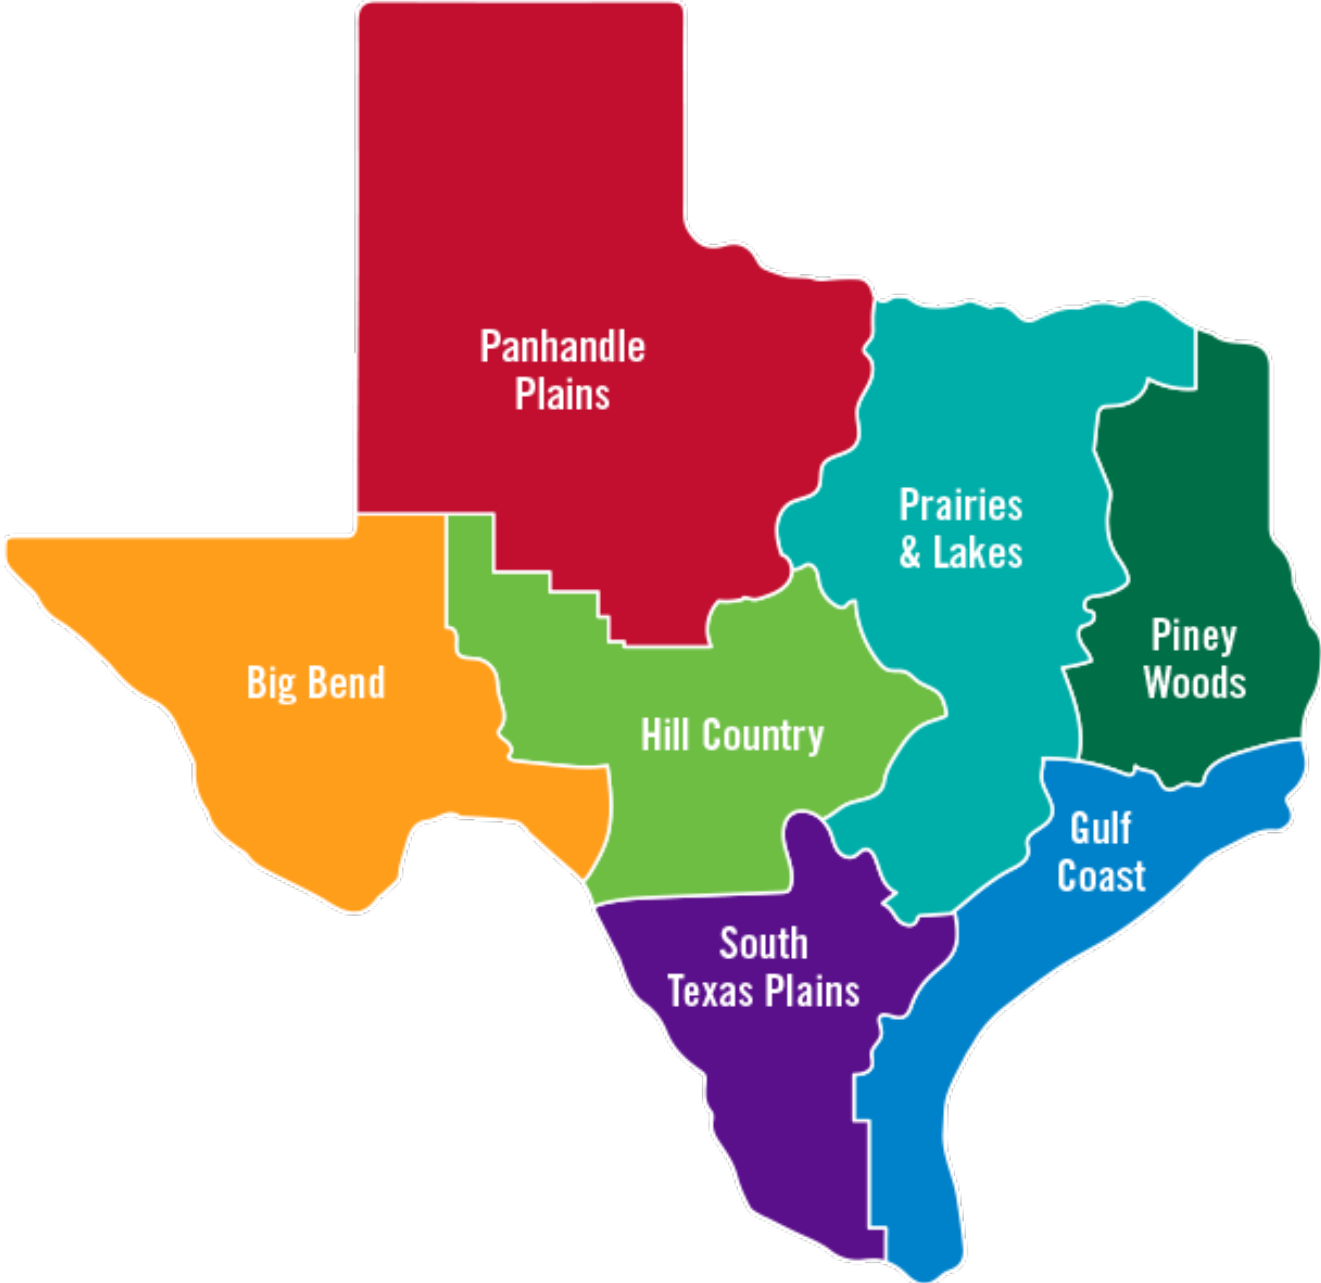 Panhandle
Plains
Prairies
& Lakes
Piney
Woods
Big Bend
Hill Country
Gulf
Coast
South
Texas Plains